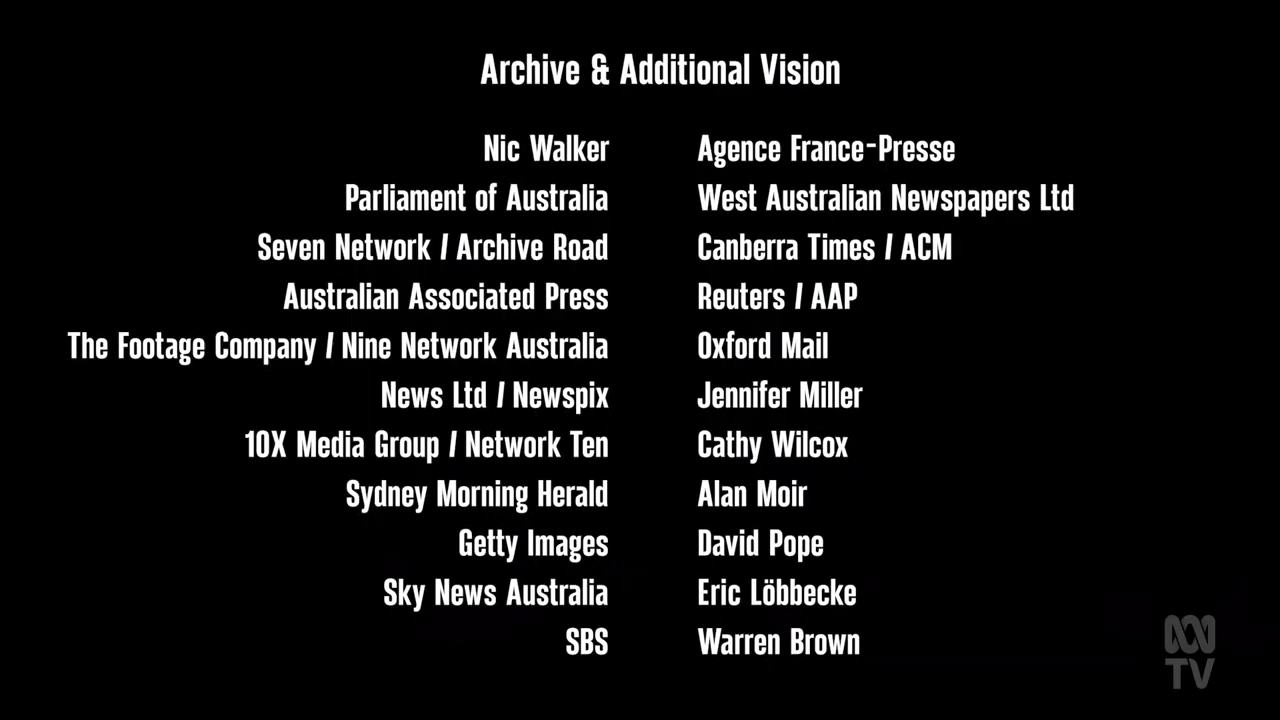 Archive & Additional Vision
Nic Walker
Parliament of Australia
Seven Network / Archive Road
Australian Associated Press
The Footage Company / Nine Network Australia
News Ltd / Newspix
10X Media Group / Network Ten
Sydney Morning Herald
Getty Images
Sky News Australia
SBS
Agence France-Presse
West Australian Newspapers Ltd
Canberra Times / ACM
Reuters / AAP
Oxford Mail
Jennifer Miller
Cathy Wilcox
Alan Moir
David Pope
Eric Löbbecke
Warren Brown
TV